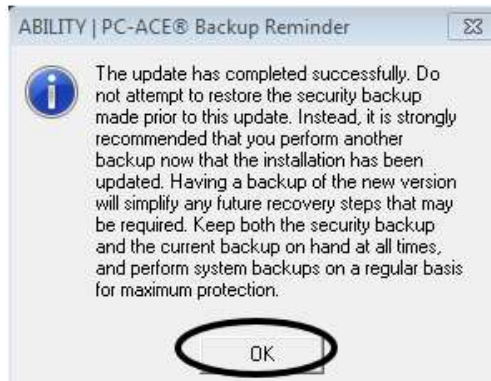 ABILITY | PC-ACE® Backup Reminder
The update has completed successfully. Do
not attempt to restore the security backup
made prior to this update. Instead, it is strongly
recommended that you perform another
backup now that the installation has been
updated. Having a backup of the new version
will simplify any future recovery steps that may
be required. Keep both the security backup
and the current backup on hand at all times,
and perform system backups on a regular basis
for maximum protection.
OK